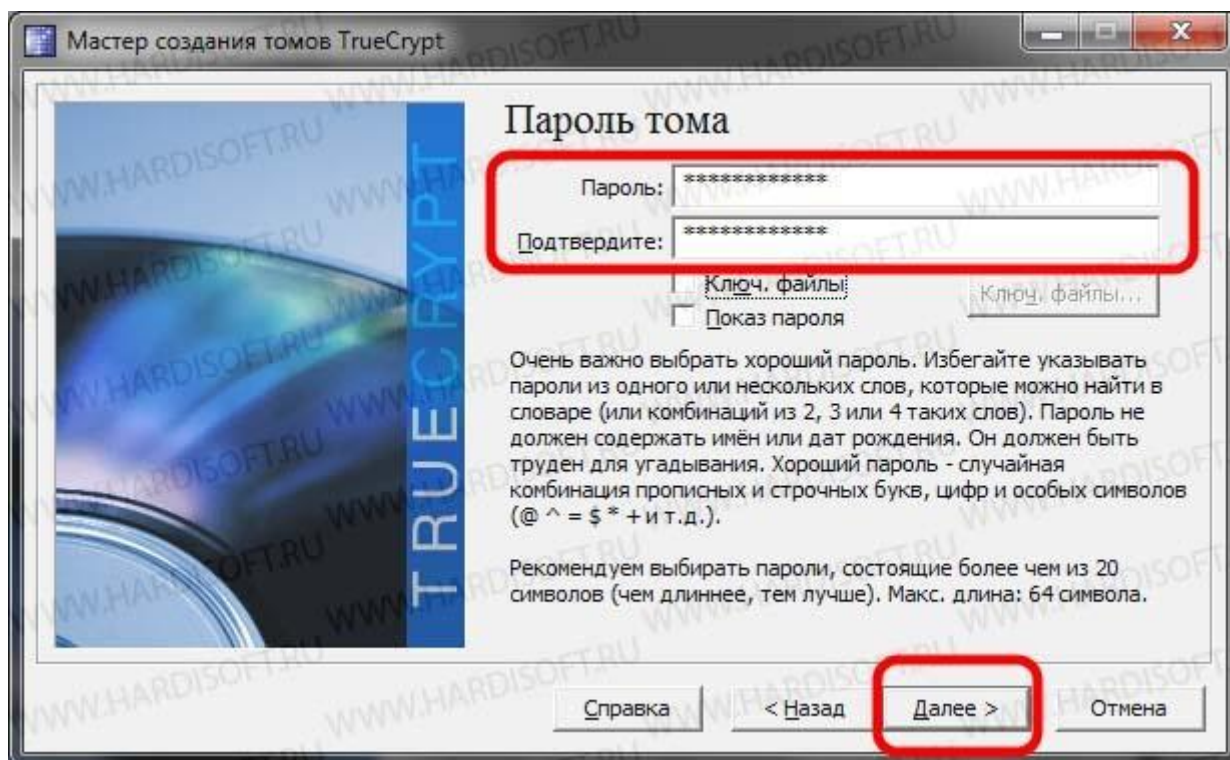 Мастер создания томов TrueCrypt
Пароль тома
Пароль: ************
Подтвердите: ************
Ключ. файлы
Ключ. файлы...
Показ пароля
Очень важно выбрать хороший пароль. Избегайте указывать
пароли из одного или нескольких слов, которые можно найти в
словаре (или комбинаций из 2, 3 или 4 таких слов). Пароль не
должен содержать имён или дат рождения. Он должен быть
труден для угадывания. Хороший пароль - случайная
комбинация прописных и строчных букв, цифр и особых символов
(@ ^ = $ * + и т.д.).
Рекомендуем выбирать пароли, состоящие более чем из 20
символов (чем длиннее, тем лучше). Макс. длина: 64 символа.
TRUECRYPT
Справка
< Назад
Далее >
Отмена
WWW.HARDISOFT.RU